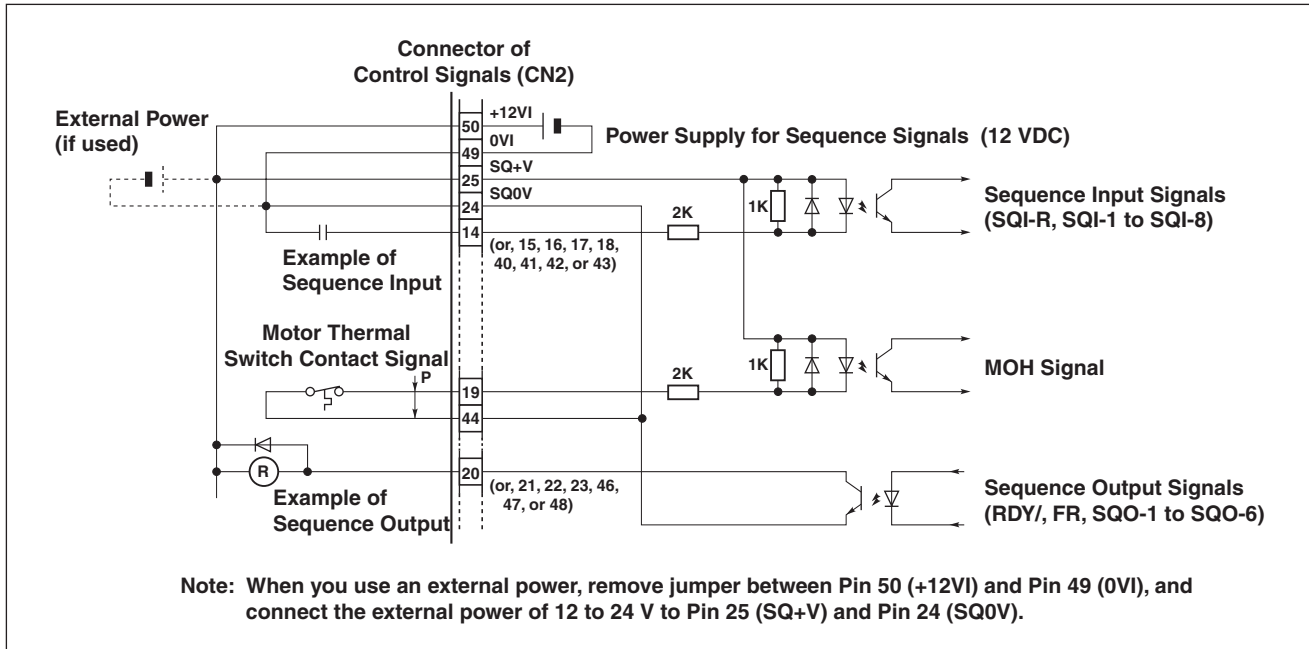 Connector of
Control Signals (CN2)
External Power
(if used)
50
+12VI
49
0VI
Power Supply for Sequence Signals (12 VDC)
25
SQ+V
24
SQ0V
14
2K
1K
Sequence Input Signals
(SQI-R, SQI-1 to SQI-8)
(or, 15, 16, 17, 18,
40, 41, 42, or 43)
Example of
Sequence Input
Motor Thermal
Switch Contact Signal
P
19
44
2K
1K
MOH Signal
R
20
(or, 21, 22, 23, 46,
47, or 48)
Example of
Sequence Output
Sequence Output Signals
(RDY/, FR, SQO-1 to SQO-6)
Note: When you use an external power, remove jumper between Pin 50 (+12VI) and Pin 49 (0VI), and
connect the external power of 12 to 24 V to Pin 25 (SQ+V) and Pin 24 (SQ0V).